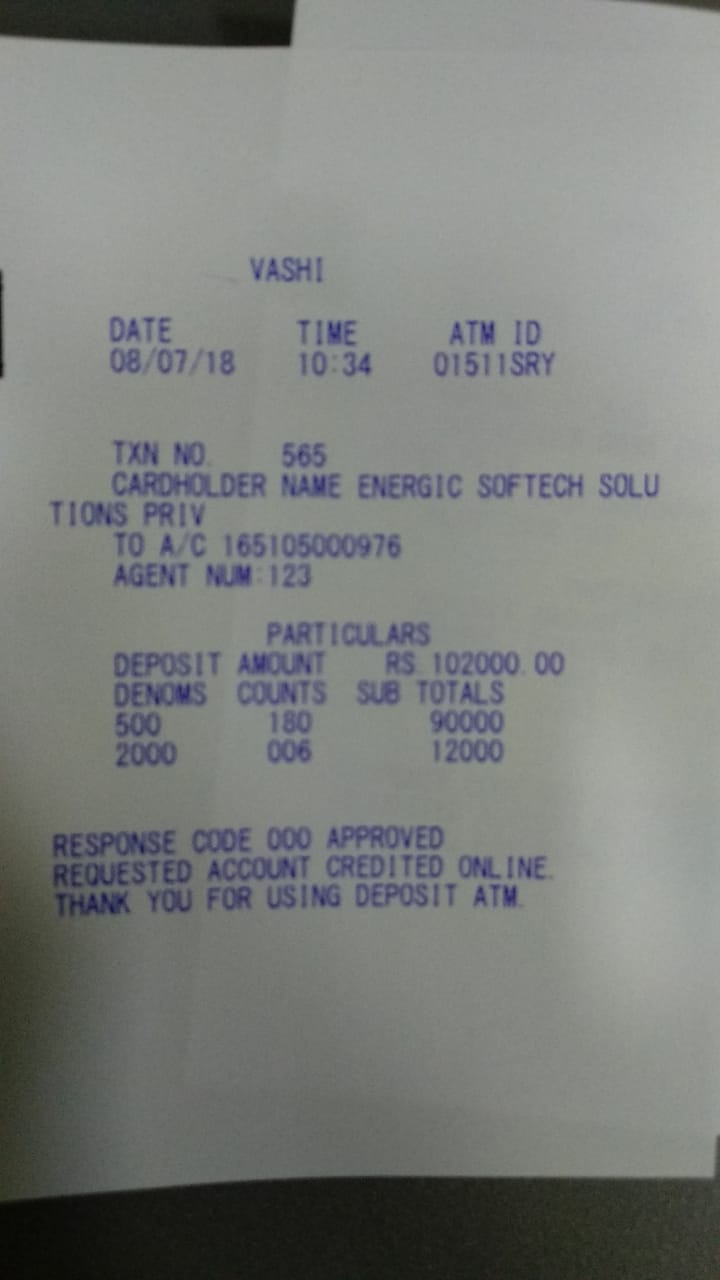 VASHI
DATE TIME ATM ID
08/07/18 10:34 01511SRY
TXN NO. 565
CARDHOLDER NAME ENERGIC SOFTECH SOLU
TIONS PRIV
TO A/C 165105000976
AGENT NUM:123
PARTICULARS
DEPOSIT AMOUNT RS.102000.00
DENOMS COUNTS SUB TOTALS
500 180 90000
2000 006 12000
RESPONSE CODE 000 APPROVED
REQUESTED ACCOUNT CREDITED ONLINE.
THANK YOU FOR USING DEPOSIT ATM.